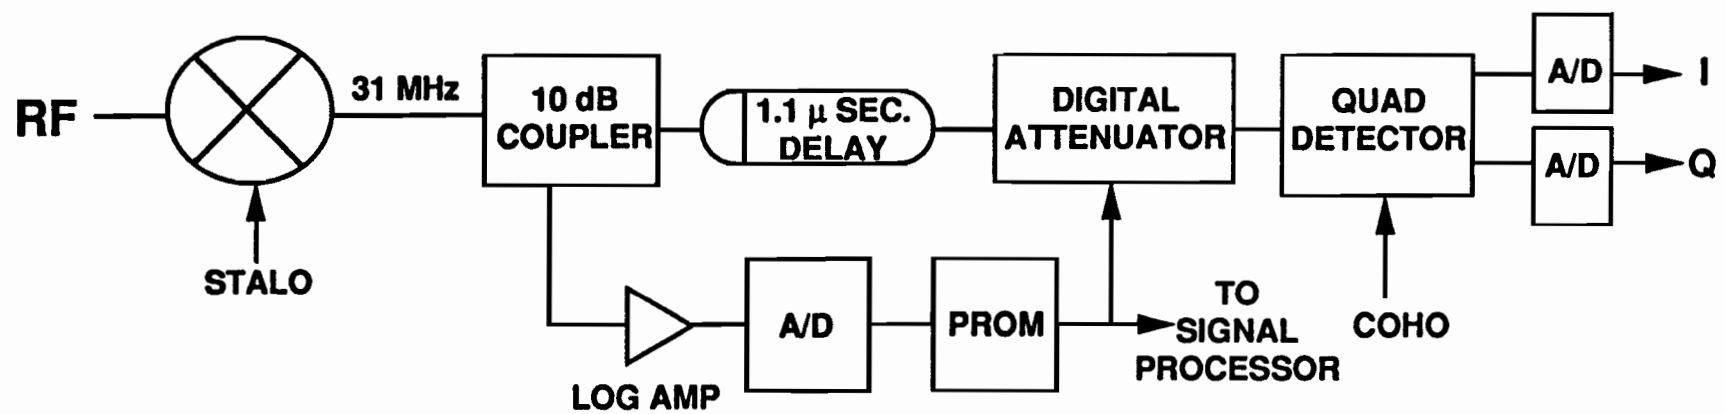 RF
31 MHz
STALO
10 dB
COUPLER
1.1 μ SEC.
DELAY
DIGITAL
ATTENUATOR
QUAD
DETECTOR
A/D
I
A/D
Q
LOG AMP
A/D
PROM
TO
SIGNAL
PROCESSOR
COHO